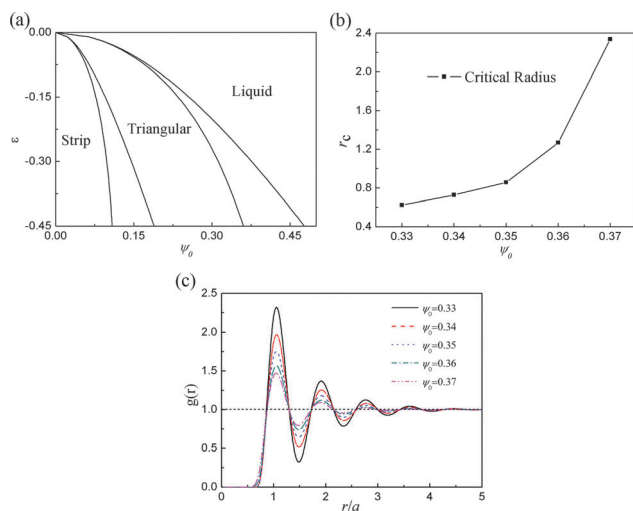 (a)
0.00
-0.15
-0.30
-0.45
ε
Strip
Triangular
Liquid
0.00 0.15 0.30 0.45
ψ0
(b)
2.4
2.0
1.6
1.2
0.8
0.4
rc
Critical Radius
0.33 0.34 0.35 0.36 0.37
ψ0
(c)
2.5
2.0
1.5
1.0
0.5
0.0
g(r)
ψ0=0.33
ψ0=0.34
ψ0=0.35
ψ0=0.36
ψ0=0.37
0 1 2 3 4 5
r/a